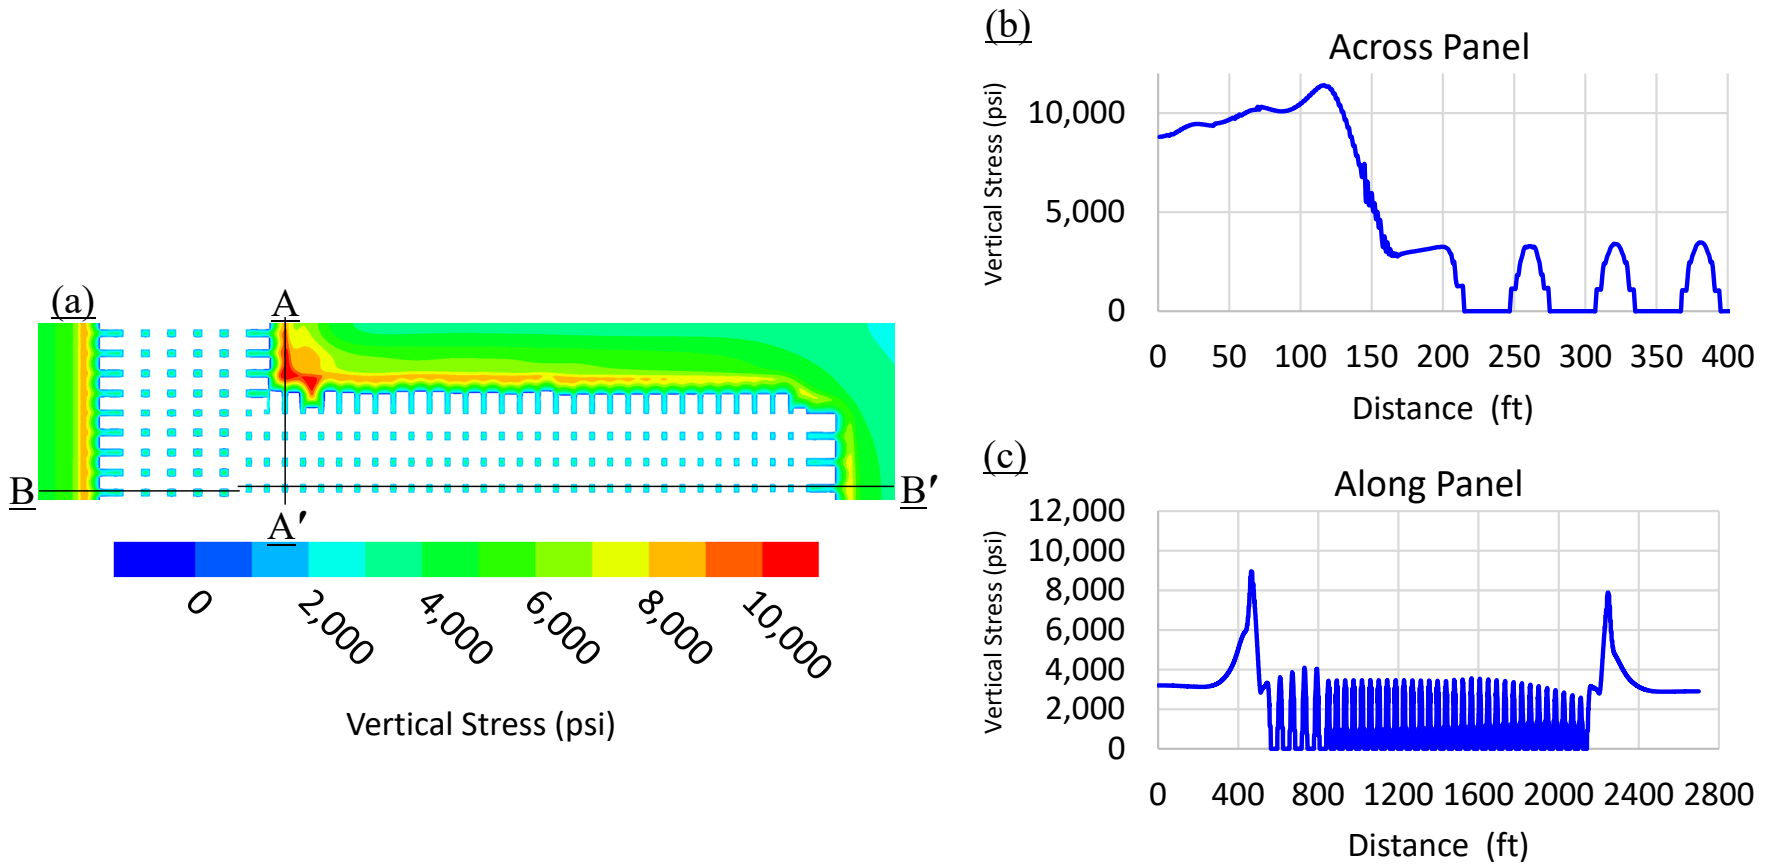 (a)
A
B
B′
A′
0
2,000
4,000
6,000
8,000
10,000
Vertical Stress (psi)
(b)
Across Panel
Vertical Stress (psi)
10,000
5,000
0
0 50 100 150 200 250 300 350 400
Distance (ft)
(c)
Along Panel
Vertical Stress (psi)
12,000
10,000
8,000
6,000
4,000
2,000
0
0 400 800 1200 1600 2000 2400 2800
Distance (ft)